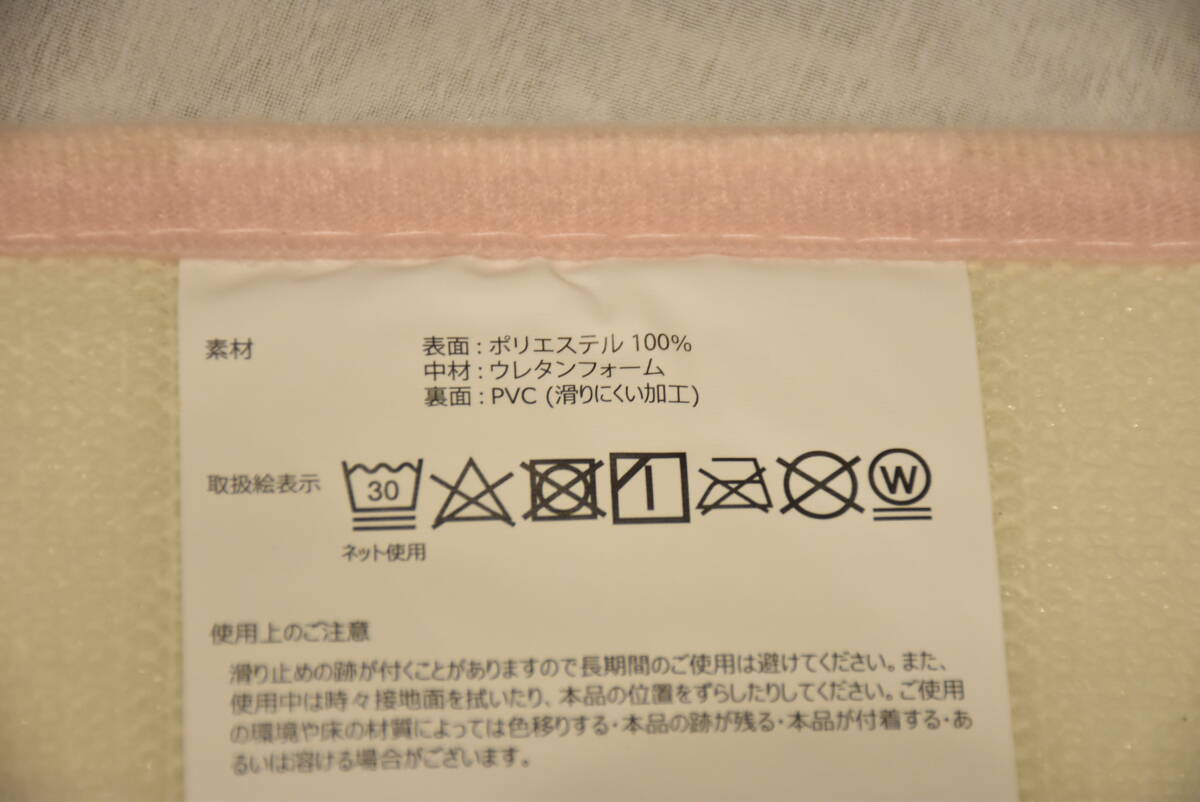 素材
表面 : ポリエステル 100%
中材 : ウレタンフォーム
裏面 : PVC (滑りにくい加工)
取扱絵表示
30
W
ネット使用
使用上のご注意
滑り止めの跡が付くことがありますので長期間のご使用は避けてください。また、
使用中は時々接地面を拭いたり、本品の位置をずらしたりしてください。ご使用
の環境や床の材質によっては色移りする・本品の跡が残る・本品が付着する・あ
るいは溶ける場合がございます。